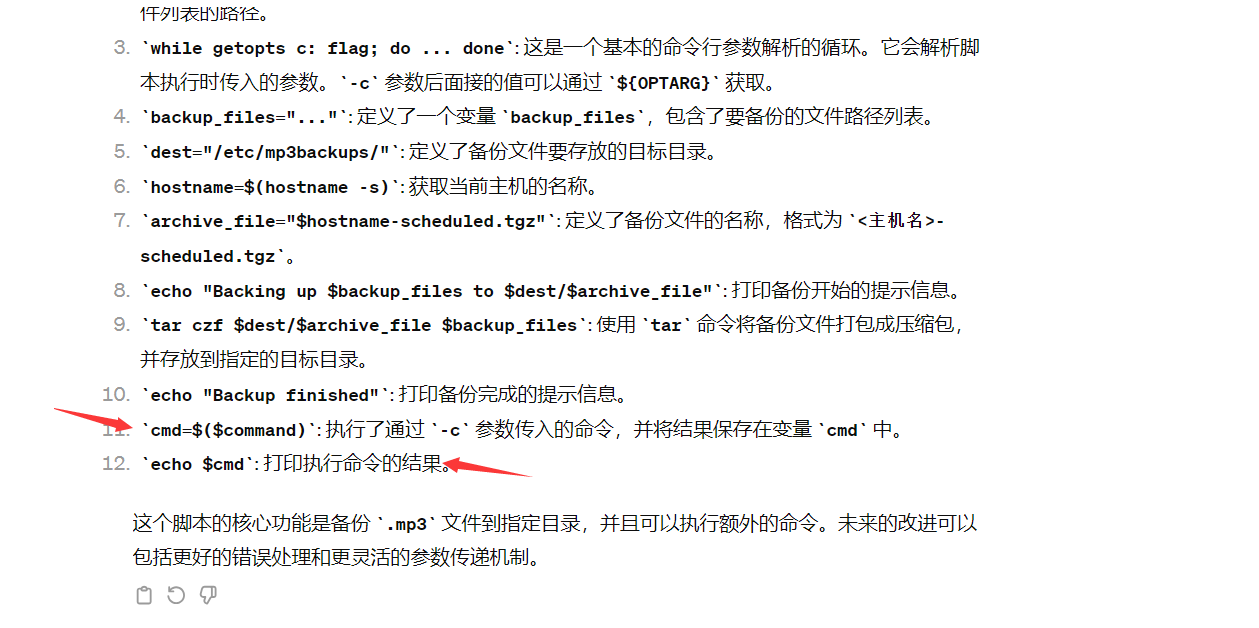 件列表的路径。
3. `while getopts c: flag; do ... done`: 这是一个基本的命令行参数解析的循环。它会解析脚
本执行时传入的参数。`-c` 参数后面接的值可以通过 `${OPTARG}` 获取。
4. `backup_files="..."`: 定义了一个变量 `backup_files`，包含了要备份的文件路径列表。
5. `dest="/etc/mp3backups/"`: 定义了备份文件要存放的目标目录。
6. `hostname=$(hostname -s)`: 获取当前主机的名称。
7. `archive_file="$hostname-scheduled.tgz"`: 定义了备份文件的名称，格式为 `<主机名>-
scheduled.tgz`。
8. `echo "Backing up $backup_files to $dest/$archive_file"`: 打印备份开始的提示信息。
9. `tar czf $dest/$archive_file $backup_files`: 使用 `tar` 命令将备份文件打包成压缩包，
并存放到指定的目标目录。
10. `echo "Backup finished"`: 打印备份完成的提示信息。
11. `cmd=$($command)`: 执行了通过 `-c` 参数传入的命令，并将结果保存在变量 `cmd` 中。
12. `echo $cmd`: 打印执行命令的结果。
这个脚本的核心功能是备份 `.mp3` 文件到指定目录，并且可以执行额外的命令。未来的改进可以
包括更好的错误处理和更灵活的参数传递机制。